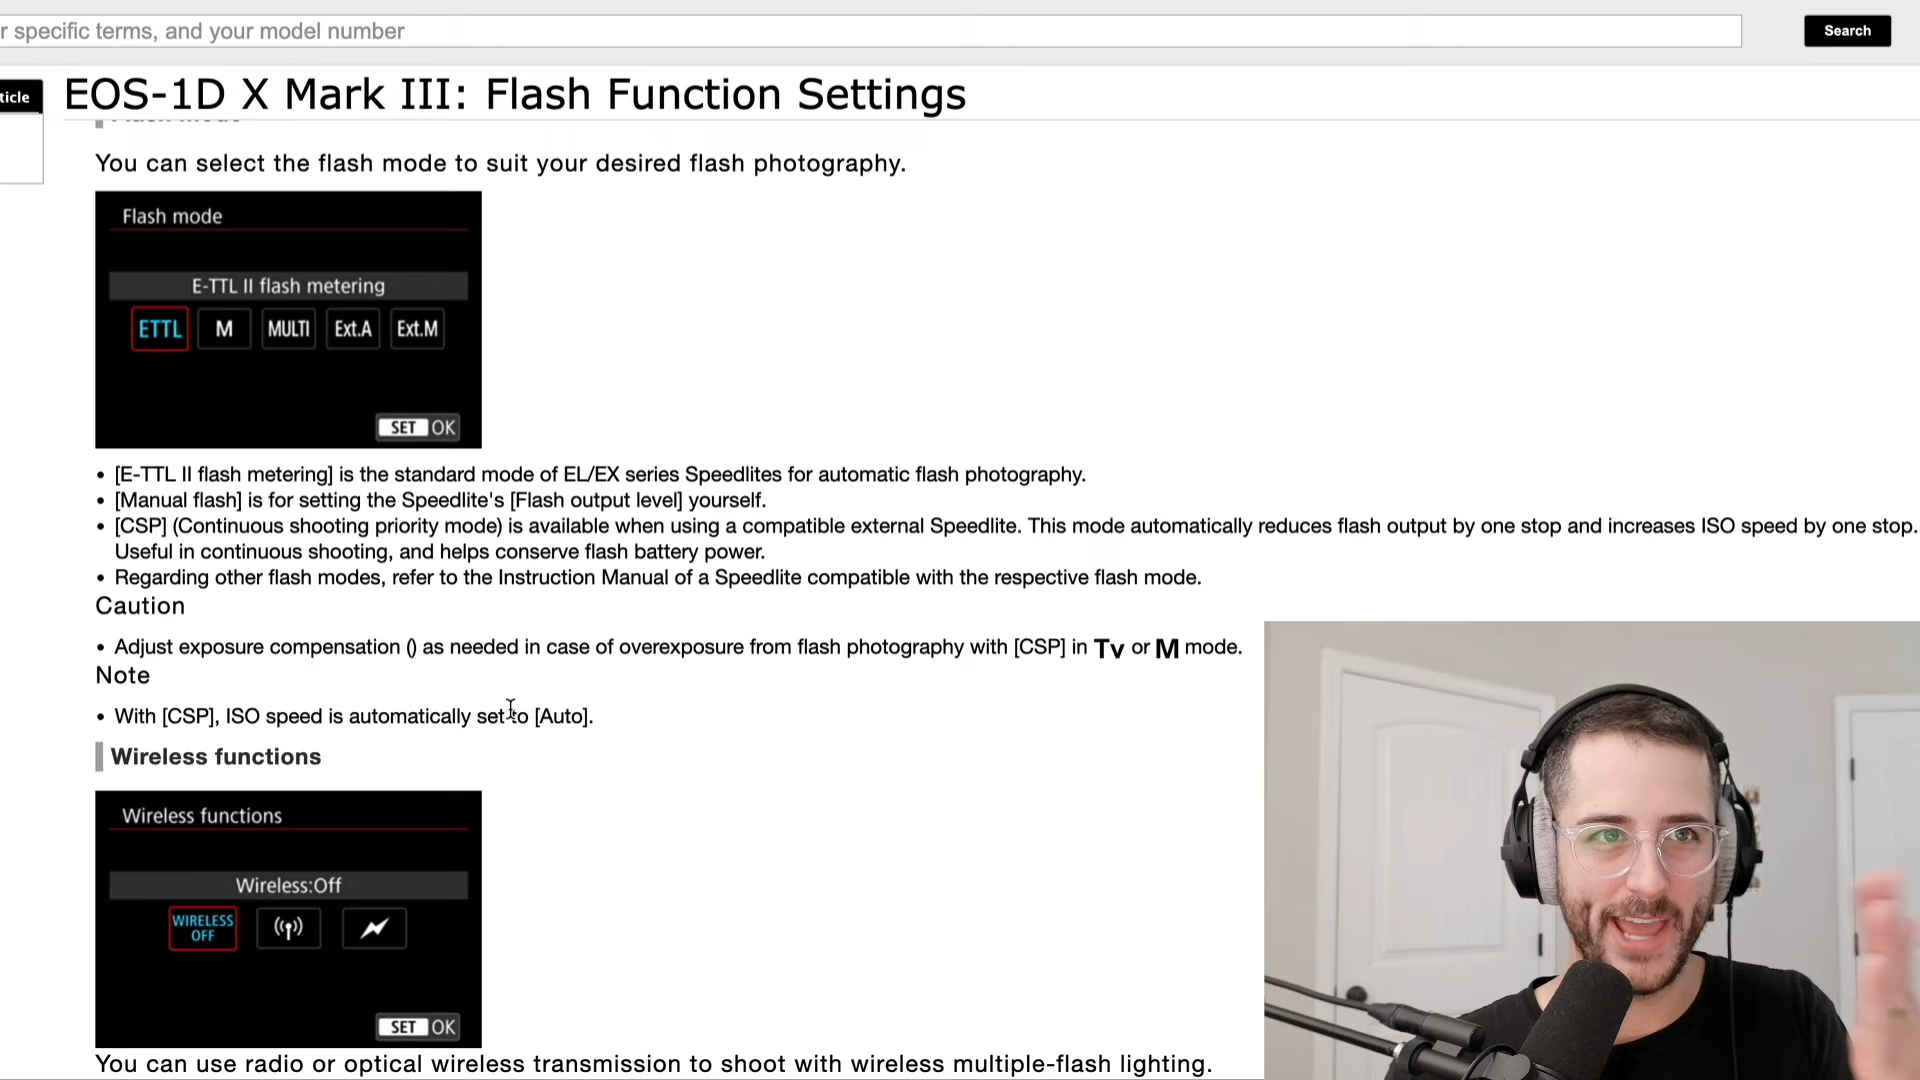 r specific terms, and your model number
Search
ticle
EOS-1D X Mark III: Flash Function Settings
You can select the flash mode to suit your desired flash photography.
Flash mode
E-TTL II flash metering
ETTL M MULTI Ext.A Ext.M
SET OK
• [E-TTL II flash metering] is the standard mode of EL/EX series Speedlites for automatic flash photography.
• [Manual flash] is for setting the Speedlite's [Flash output level] yourself.
• [CSP] (Continuous shooting priority mode) is available when using a compatible external Speedlite. This mode automatically reduces flash output by one stop and increases ISO speed by one stop.
Useful in continuous shooting, and helps conserve flash battery power.
• Regarding other flash modes, refer to the Instruction Manual of a Speedlite compatible with the respective flash mode.
Caution
• Adjust exposure compensation () as needed in case of overexposure from flash photography with [CSP] in Tv or M mode.
Note
• With [CSP], ISO speed is automatically set to [Auto].
Wireless functions
Wireless functions
Wireless:Off
WIRELESS
OFF
SET OK
You can use radio or optical wireless transmission to shoot with wireless multiple-flash lighting.